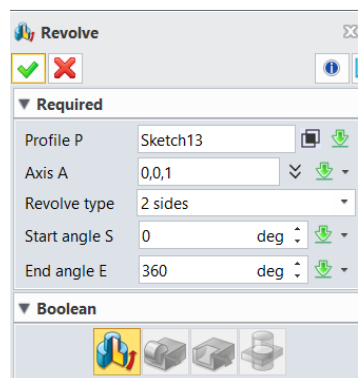 Revolve
Required
Profile P Sketch13
Axis A 0,0,1
Revolve type 2 sides
Start angle S 0 deg
End angle E 360 deg
Boolean